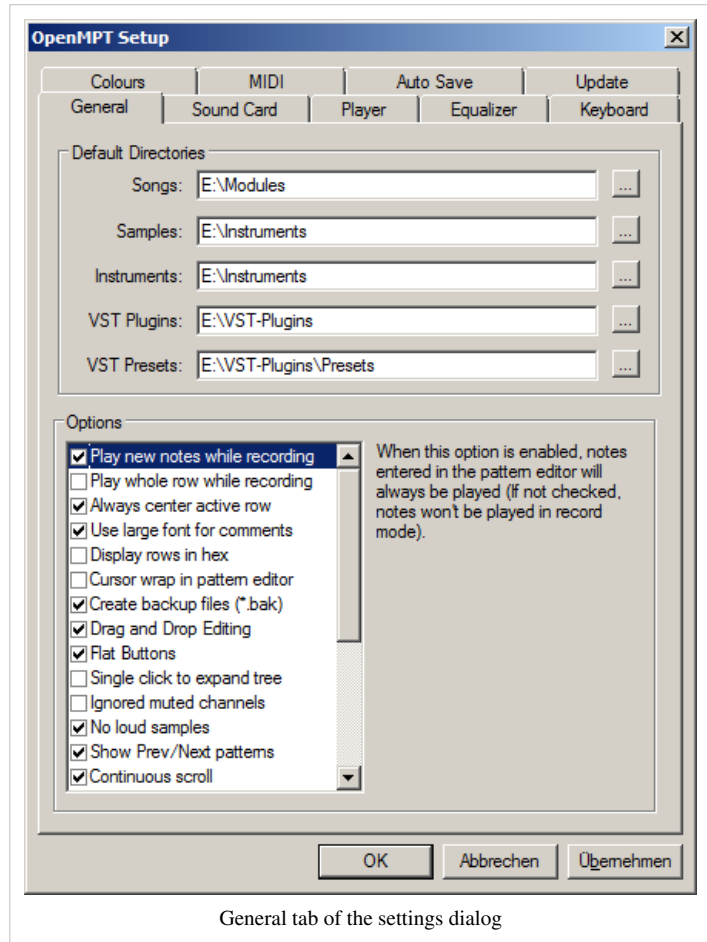 OpenMPT Setup
Colours MIDI Auto Save Update
General Sound Card Player Equalizer Keyboard
Default Directories
Songs: E:\Modules ...
Samples: E:\Instruments ...
Instruments: E:\Instruments ...
VST Plugins: E:\VST-Plugins ...
VST Presets: E:\VST-Plugins\Presets ...
Options
Play new notes while recording
Play whole row while recording
Always center active row
Use large font for comments
Display rows in hex
Cursor wrap in pattern editor
Create backup files (*.bak)
Drag and Drop Editing
Flat Buttons
Single click to expand tree
Ignored muted channels
No loud samples
Show Prev/Next patterns
Continuous scroll
When this option is enabled, notes
entered in the pattern editor will
always be played (If not checked,
notes won't be played in record
mode).
OK Abbrechen Übernehmen
General tab of the settings dialog